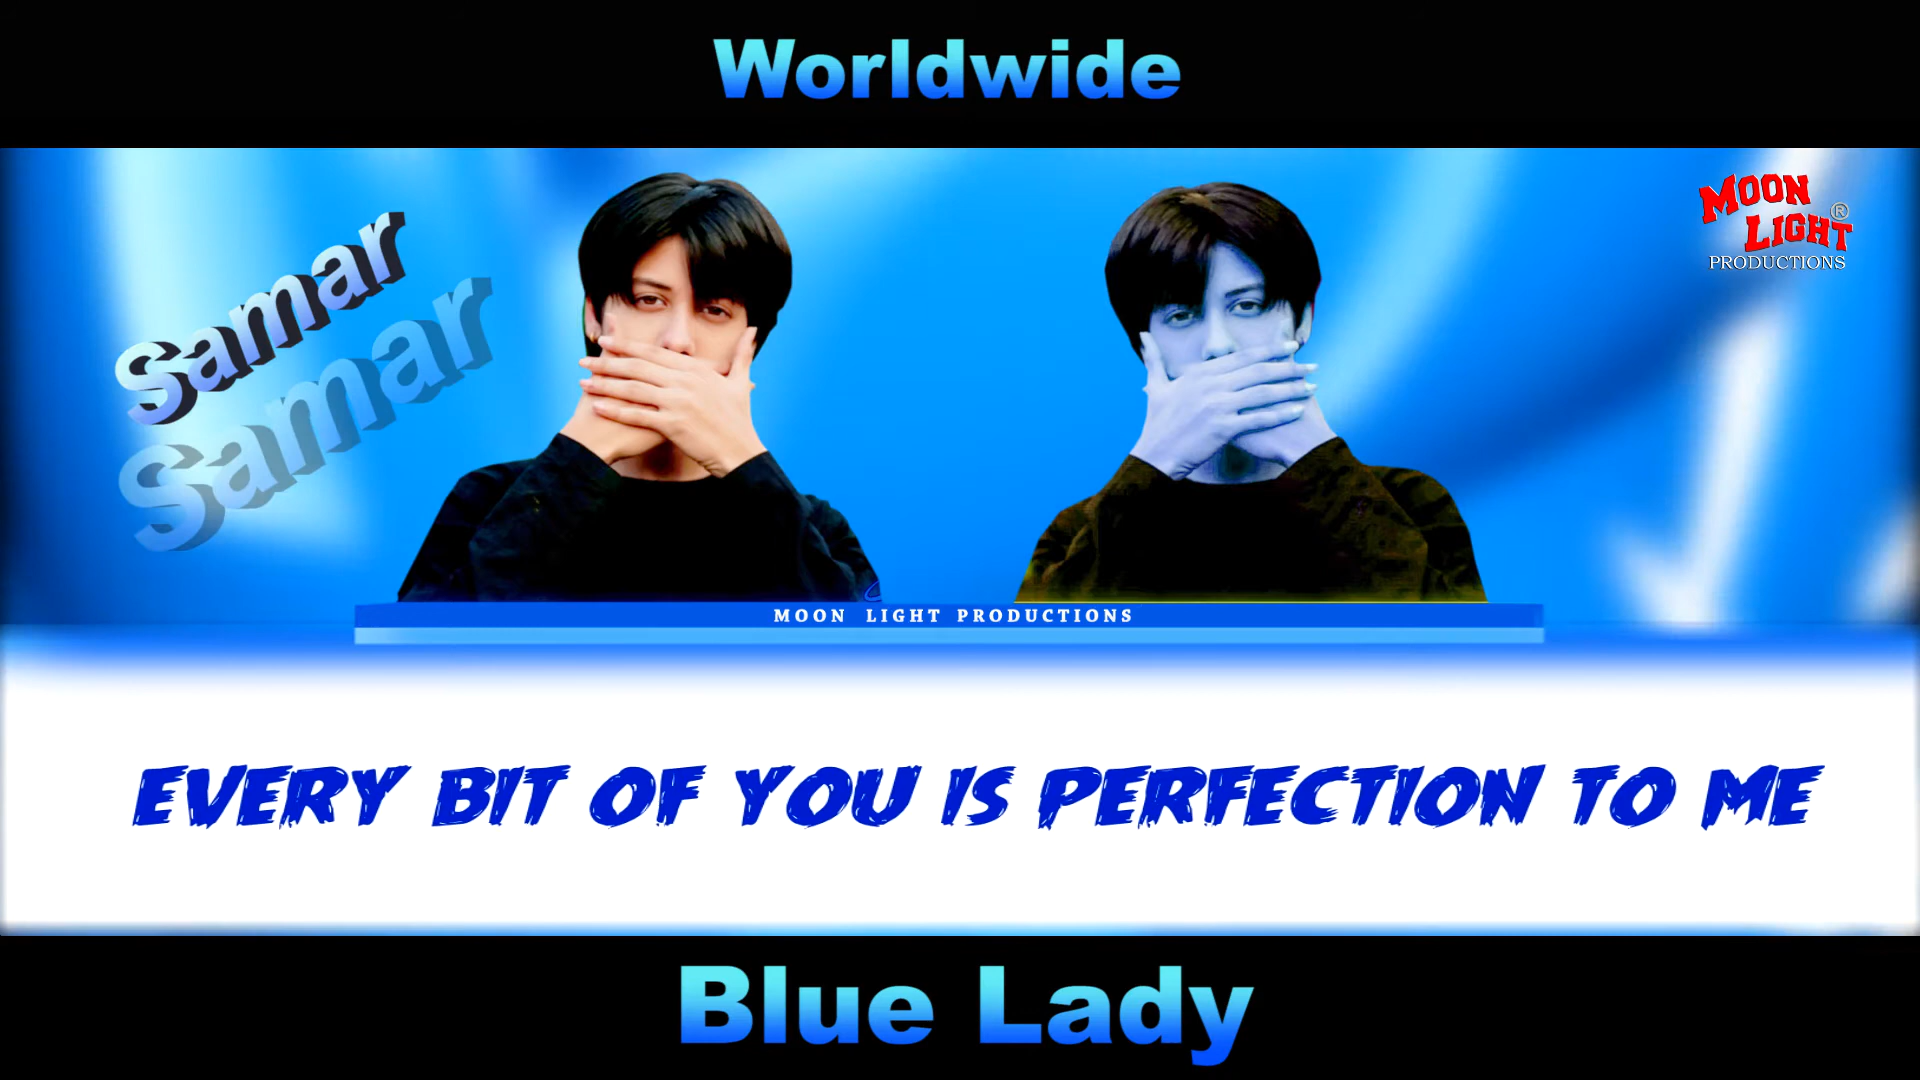 Worldwide
Samar
Samar
MOON
LIGHT ®
PRODUCTIONS
MOON LIGHT PRODUCTIONS
EVERY BIT OF YOU IS PERFECTION TO ME
Blue Lady